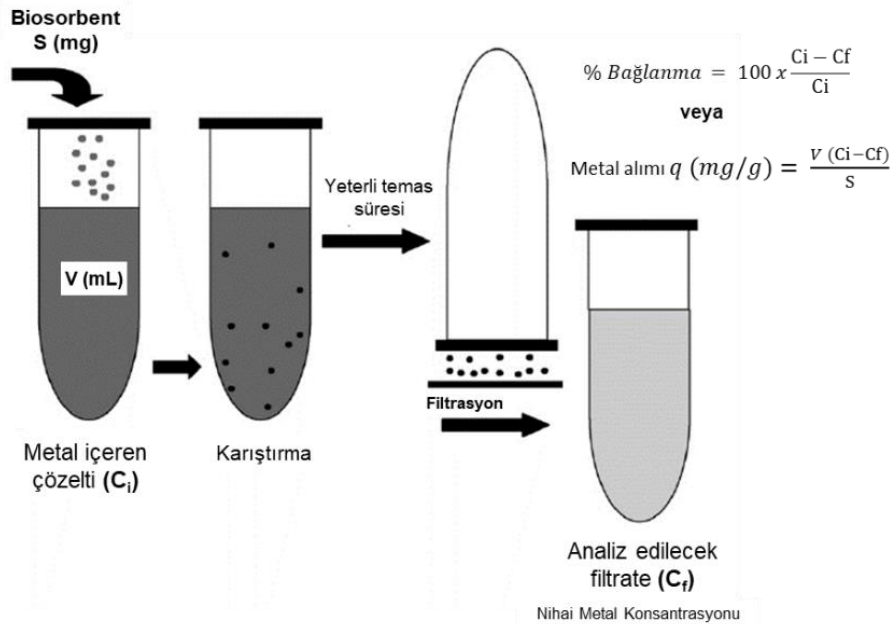 Biosorbent
S (mg)
% Bağlanma = 100 x Ci − Cf / Ci
veya
Metal alımı q (mg/g) = V (Ci−Cf) / S
Yeterli temas
süresi
V (mL)
Filtrasyon
Metal içeren
çözelti (Ci)
Karıştırma
Analiz edilecek
filtrate (Cf)
Nihai Metal Konsantrasyonu